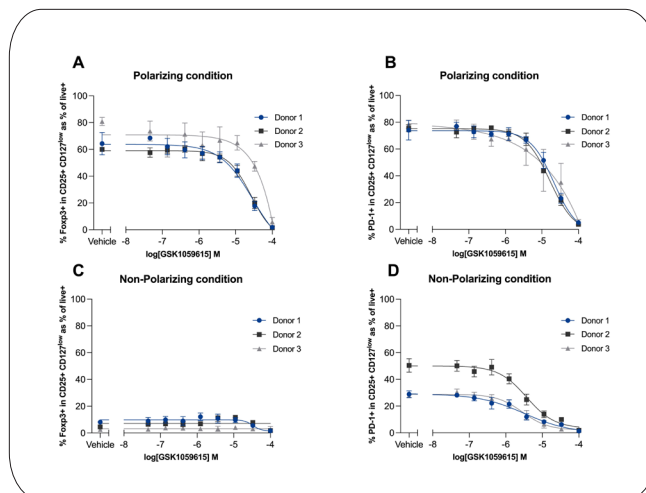 A
Polarizing condition
% Foxp3+ in CD25+ CD127low as % of live+
100
80
60
40
20
0
Vehicle
-8
-7
-6
-5
-4
log[GSK1059615] M
Donor 1
Donor 2
Donor 3
B
Polarizing condition
% PD-1+ in CD25+ CD127low as % of live+
100
80
60
40
20
0
Vehicle
-8
-7
-6
-5
-4
log[GSK1059615] M
Donor 1
Donor 2
Donor 3
C
Non-Polarizing condition
% Foxp3+ in CD25+ CD127low as % of live+
100
80
60
40
20
0
Vehicle
-8
-7
-6
-5
-4
log[GSK1059615] M
Donor 1
Donor 2
Donor 3
D
Non-Polarizing condition
% PD-1+ in CD25+ CD127low as % of live+
100
80
60
40
20
0
Vehicle
-8
-7
-6
-5
-4
log[GSK1059615] M
Donor 1
Donor 2
Donor 3